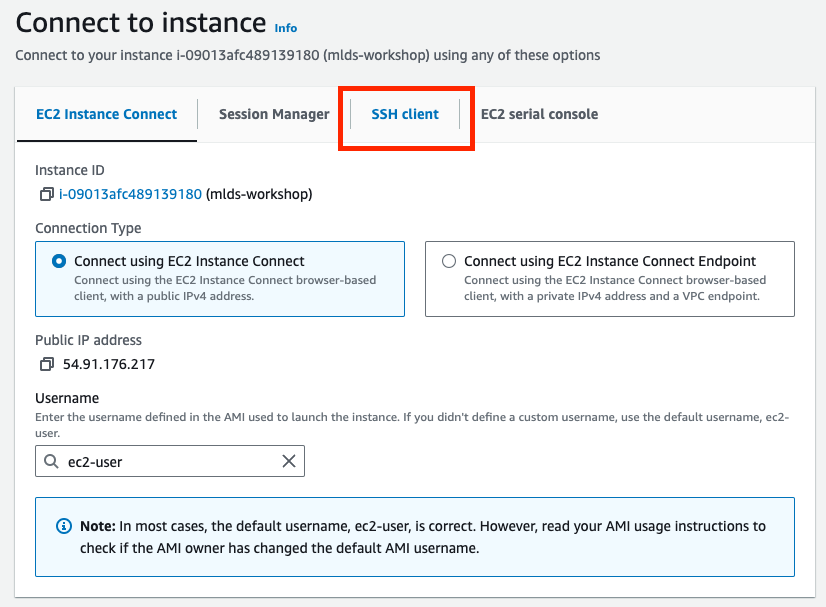 Connect to instance Info
Connect to your instance i-09013afc489139180 (mlds-workshop) using any of these options
EC2 Instance Connect
Session Manager
SSH client
EC2 serial console
Instance ID
i-09013afc489139180 (mlds-workshop)
Connection Type
Connect using EC2 Instance Connect
Connect using the EC2 Instance Connect browser-based
client, with a public IPv4 address.
Connect using EC2 Instance Connect Endpoint
Connect using the EC2 Instance Connect browser-based
client, with a private IPv4 address and a VPC endpoint.
Public IP address
54.91.176.217
Username
Enter the username defined in the AMI used to launch the instance. If you didn't define a custom username, use the default username, ec2-
user.
ec2-user
Note: In most cases, the default username, ec2-user, is correct. However, read your AMI usage instructions to
check if the AMI owner has changed the default AMI username.